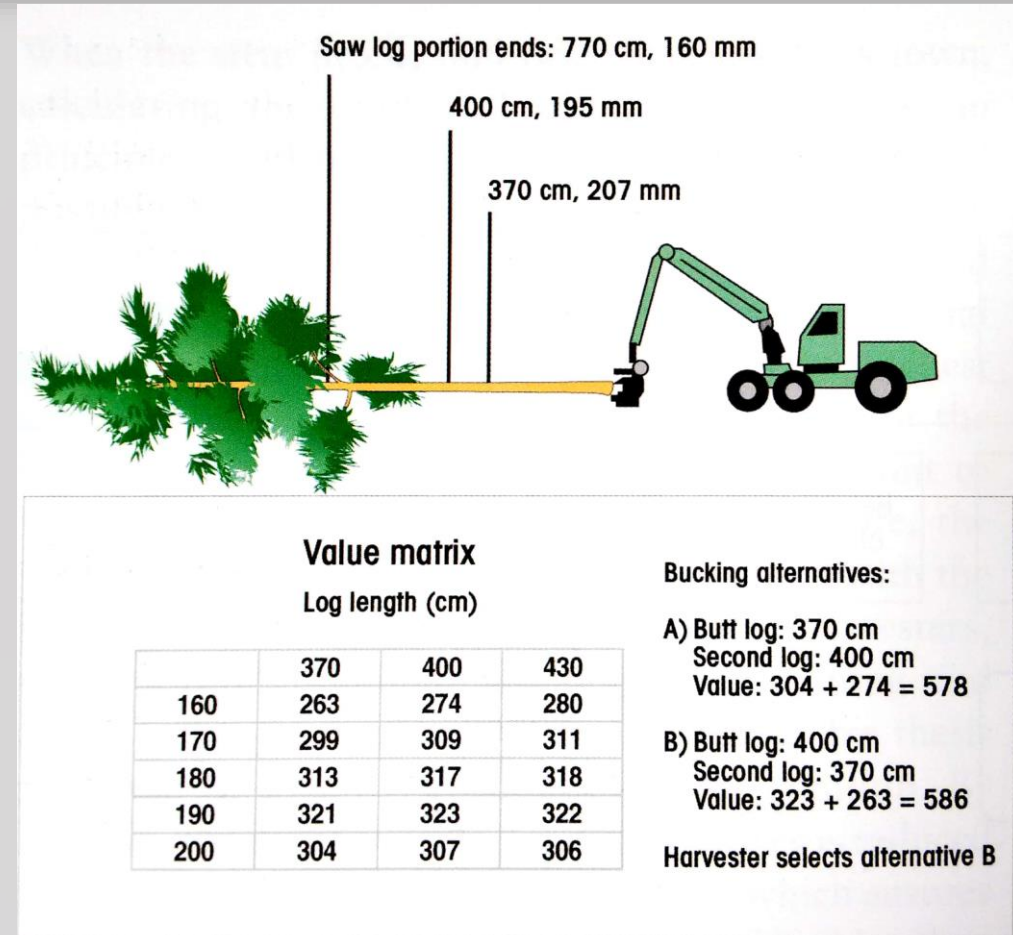 Saw log portion ends: 770 cm, 160 mm
400 cm, 195 mm
370 cm, 207 mm
Value matrix
Log length (cm)
370 400 430
160 263 274 280
170 299 309 311
180 313 317 318
190 321 323 322
200 304 307 306
Bucking alternatives:
A) Butt log: 370 cm
Second log: 400 cm
Value: 304 + 274 = 578
B) Butt log: 400 cm
Second log: 370 cm
Value: 323 + 263 = 586
Harvester selects alternative B